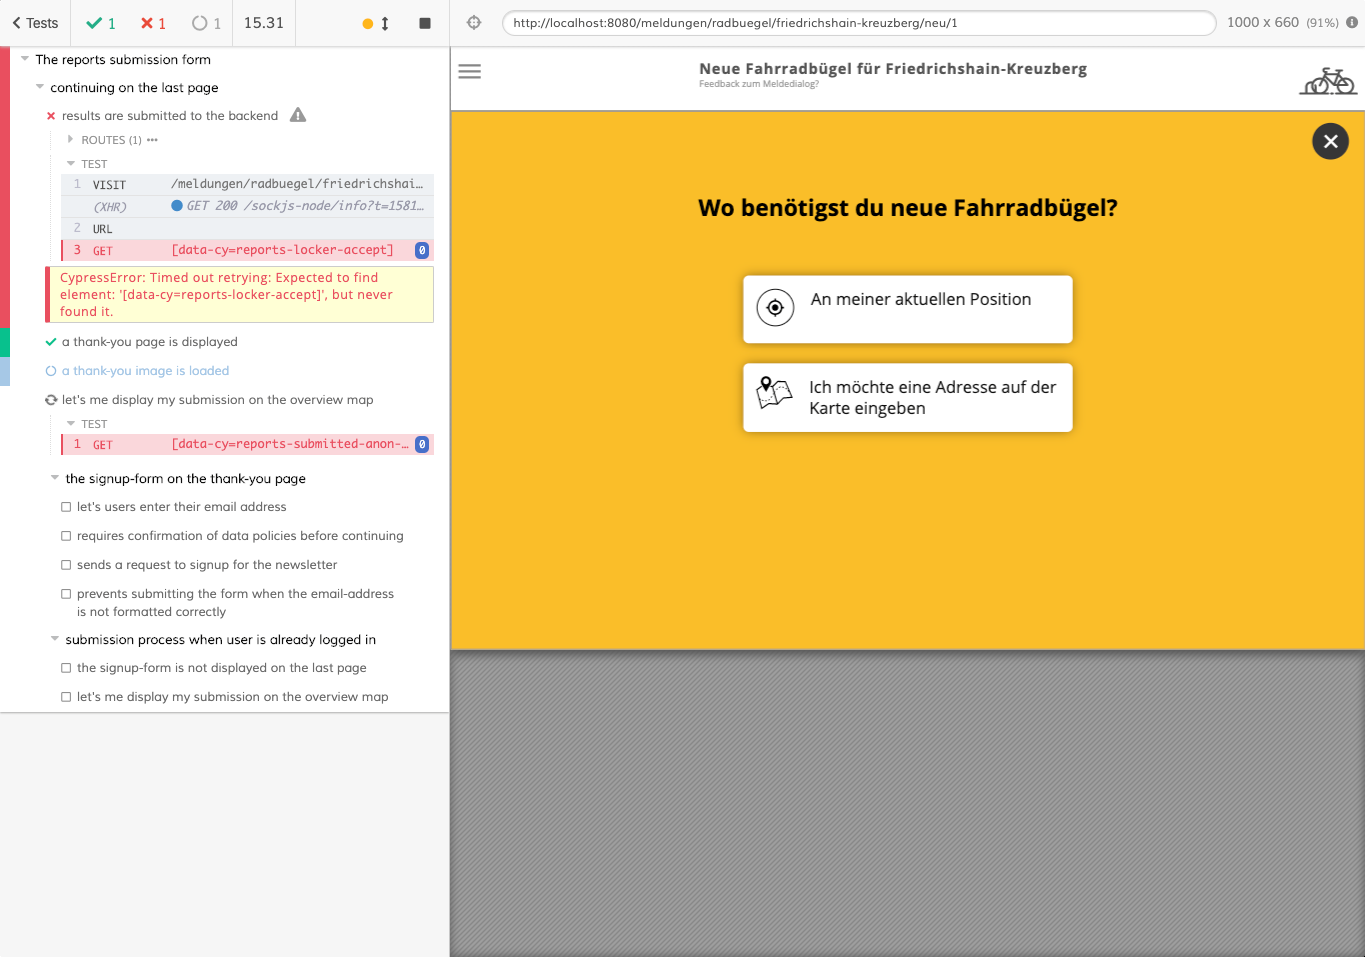 Tests
1
1
1
15.31
http://localhost:8080/meldungen/radbuegel/friedrichshain-kreuzberg/neu/1
1000 x 660 (91%)
The reports submission form
continuing on the last page
results are submitted to the backend
ROUTES (1)
TEST
1 VISIT /meldungen/radbuegel/friedrichshai…
(XHR) GET 200 /sockjs-node/info?t=1581…
2 URL
3 GET [data-cy=reports-locker-accept] 0
CypressError: Timed out retrying: Expected to find
element: '[data-cy=reports-locker-accept]', but never
found it.
a thank-you page is displayed
a thank-you image is loaded
let's me display my submission on the overview map
TEST
1 GET [data-cy=reports-submitted-anon-… 0
the signup-form on the thank-you page
let's users enter their email address
requires confirmation of data policies before continuing
sends a request to signup for the newsletter
prevents submitting the form when the email-address
is not formatted correctly
submission process when user is already logged in
the signup-form is not displayed on the last page
let's me display my submission on the overview map
Neue Fahrradbügel für Friedrichshain-Kreuzberg
Feedback zum Meldedialog?
Wo benötigst du neue Fahrradbügel?
An meiner aktuellen Position
Ich möchte eine Adresse auf der
Karte eingeben